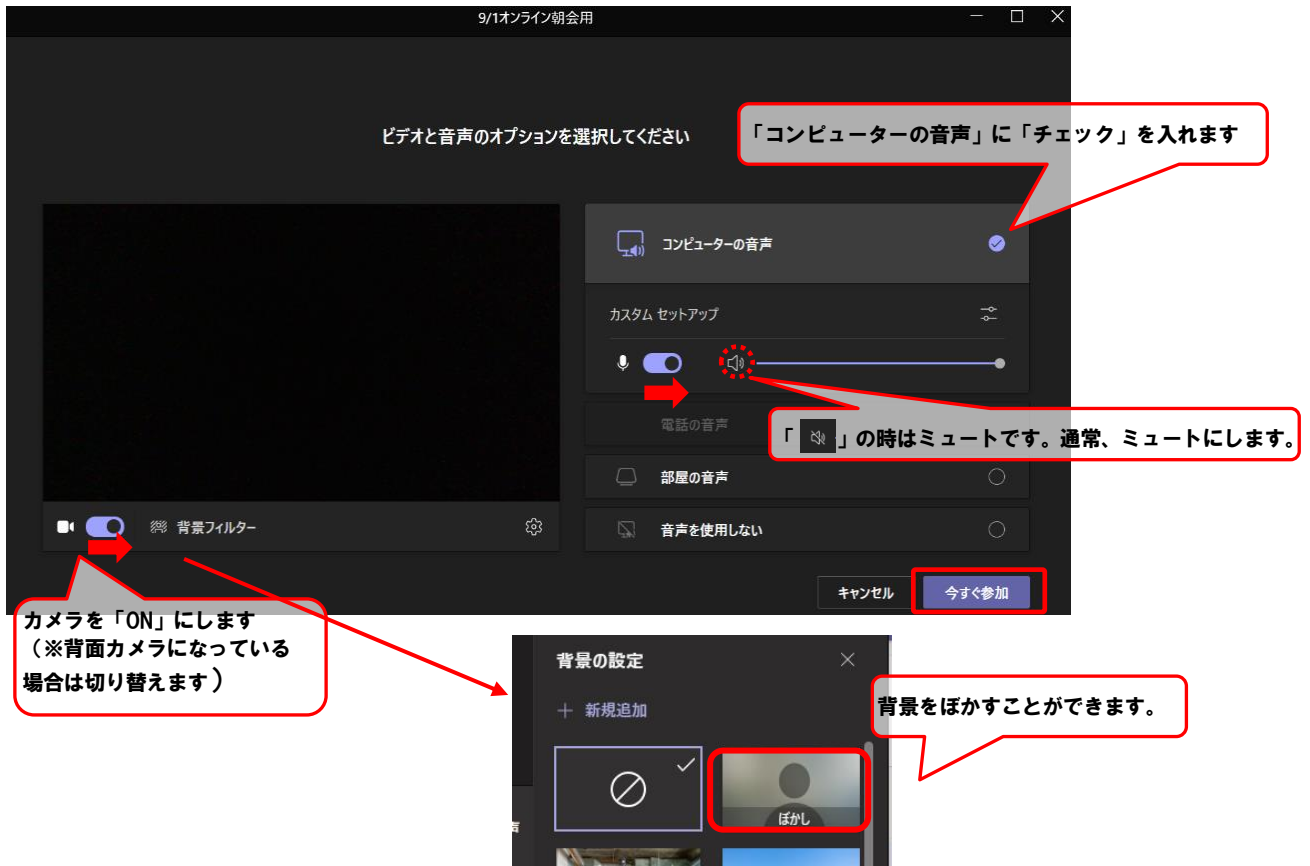 9/1オンライン朝会用
ビデオと音声のオプションを選択してください
「コンピューターの音声」に「チェック」を入れます
コンピューターの音声
カスタム セットアップ
電話の音声
「 」の時はミュートです。通常、ミュートにします。
部屋の音声
背景フィルター
音声を使用しない
キャンセル
今すぐ参加
カメラを「ON」にします
(※背面カメラになっている
場合は切り替えます)
背景の設定
+ 新規追加
背景をぼかすことができます。
ぼかし
声